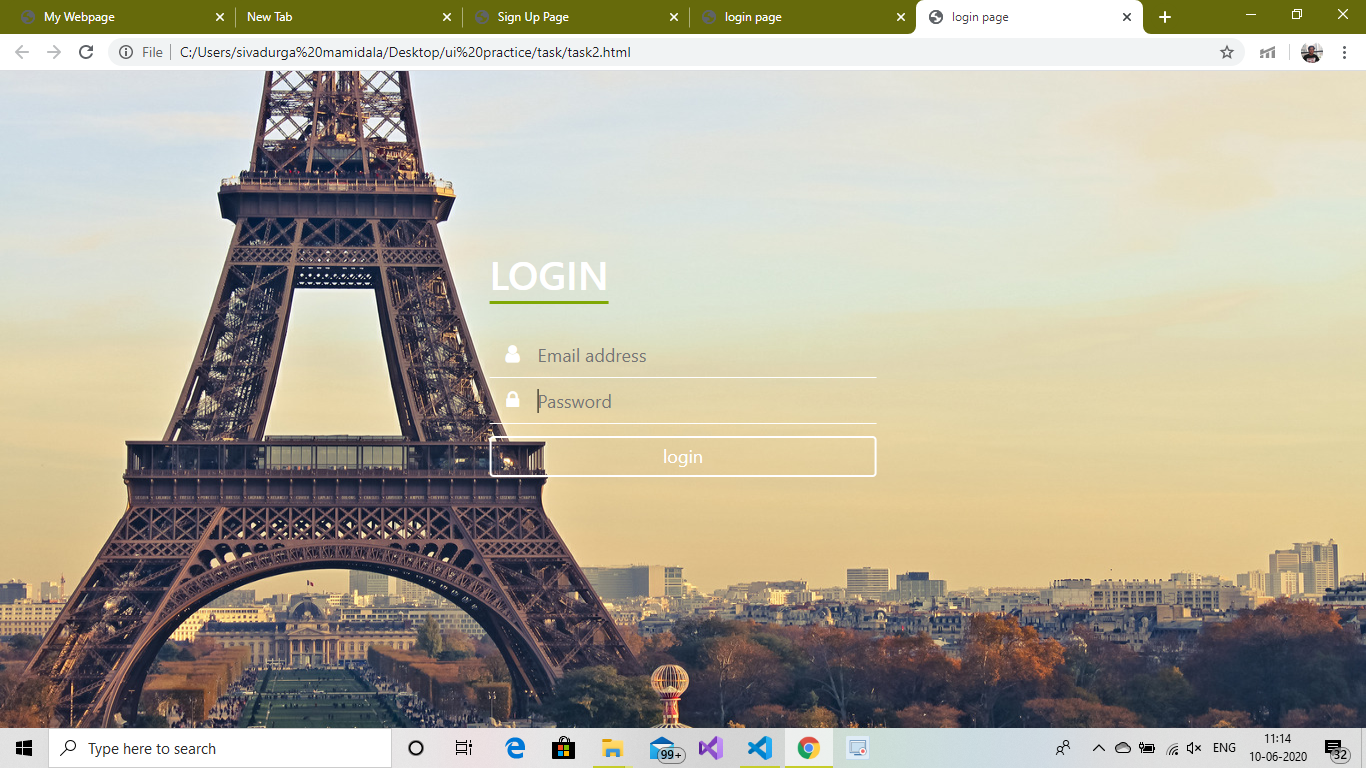 My Webpage
New Tab
Sign Up Page
login page
login page
File
C:/Users/sivadurga%20mamidala/Desktop/ui%20practice/task/task2.html
LOGIN
Email address
Password
login
Type here to search
99+
ENG
11:14
10-06-2020
32